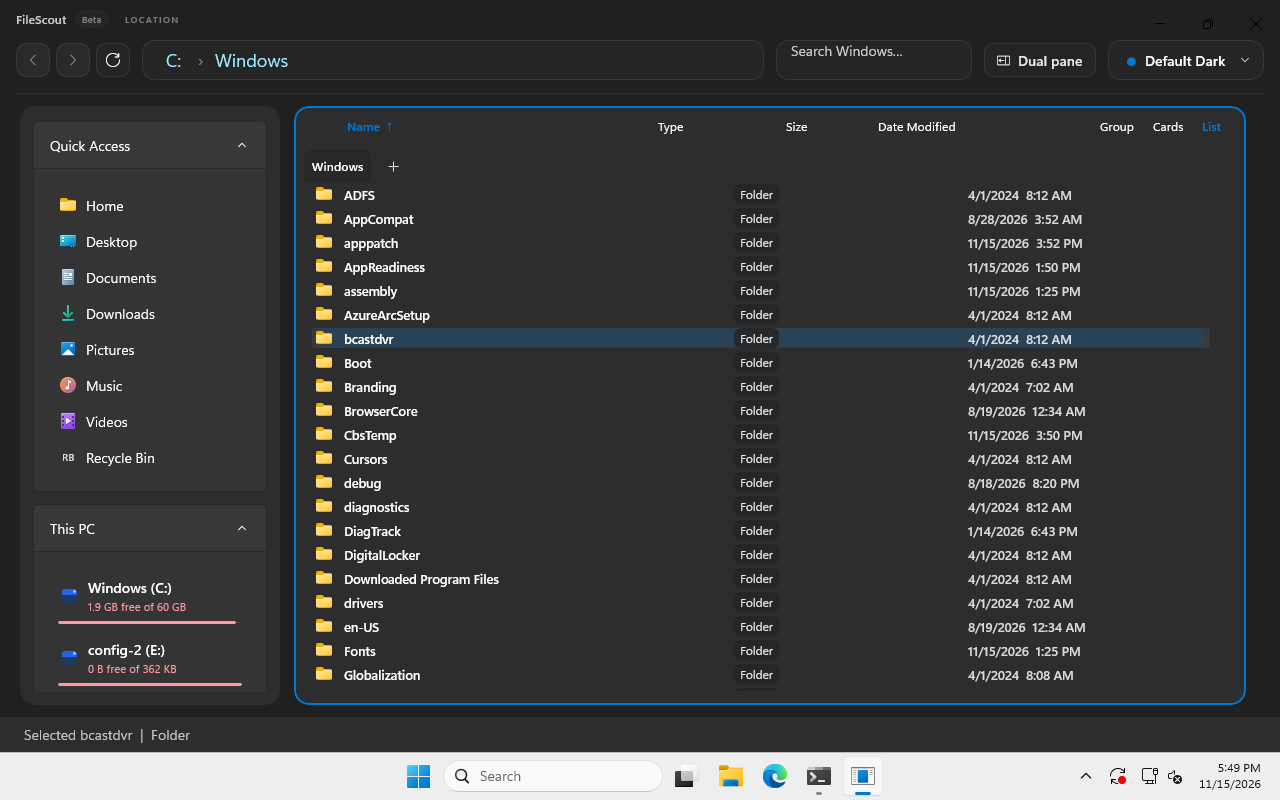 FileScout Beta LOCATION
C: › Windows
Search Windows...
Dual pane
Default Dark
Quick Access
Home
Desktop
Documents
Downloads
Pictures
Music
Videos
RB Recycle Bin
This PC
Windows (C:)
1.9 GB free of 60 GB
config-2 (E:)
0 B free of 362 KB
Name ↑ Type Size Date Modified Group Cards List
Windows +
ADFS Folder 4/1/2024 8:12 AM
AppCompat Folder 8/28/2026 3:52 AM
apppatch Folder 11/15/2026 3:52 PM
AppReadiness Folder 11/15/2026 1:50 PM
assembly Folder 11/15/2026 1:25 PM
AzureArcSetup Folder 4/1/2024 8:12 AM
bcastdvr Folder 4/1/2024 8:12 AM
Boot Folder 1/14/2026 6:43 PM
Branding Folder 4/1/2024 7:02 AM
BrowserCore Folder 8/19/2026 12:34 AM
CbsTemp Folder 11/15/2026 3:50 PM
Cursors Folder 4/1/2024 8:12 AM
debug Folder 8/18/2026 8:20 PM
diagnostics Folder 4/1/2024 8:12 AM
DiagTrack Folder 1/14/2026 6:43 PM
DigitalLocker Folder 4/1/2024 8:12 AM
Downloaded Program Files Folder 4/1/2024 8:12 AM
drivers Folder 4/1/2024 7:02 AM
en-US Folder 8/19/2026 12:34 AM
Fonts Folder 11/15/2026 1:25 PM
Globalization Folder 4/1/2024 8:08 AM
Selected bcastdvr | Folder
Search
5:49 PM
11/15/2026